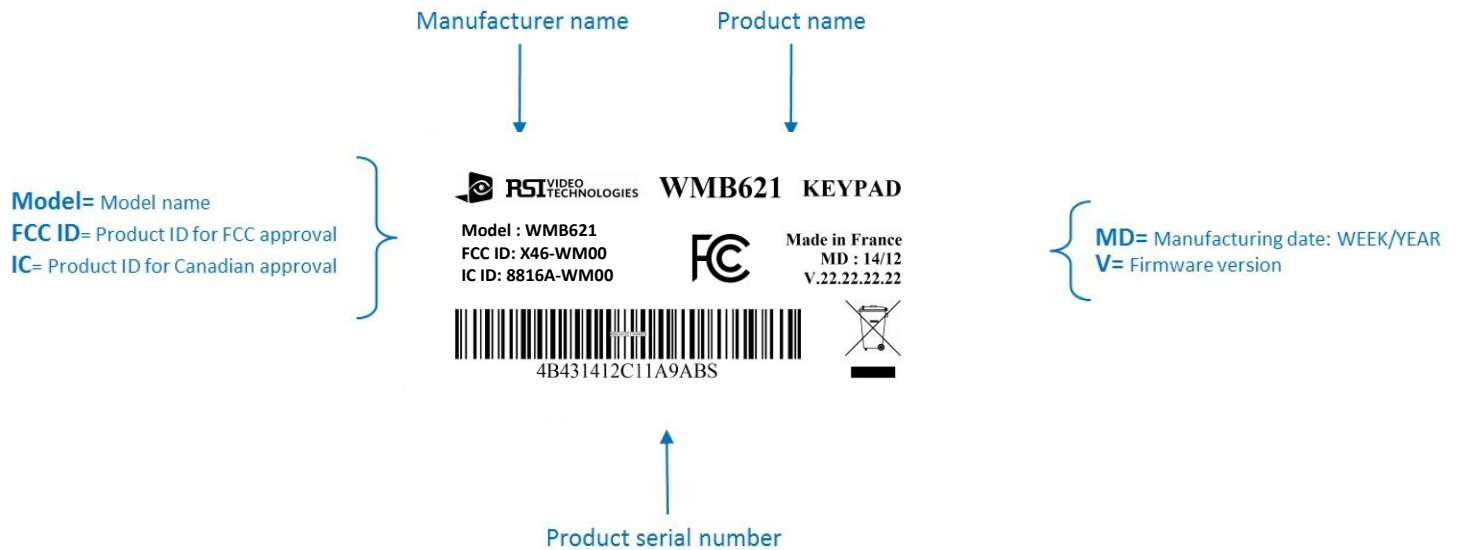 Manufacturer name
Product name
Model= Model name
FCC ID= Product ID for FCC approval
IC= Product ID for Canadian approval
RSI VIDEO TECHNOLOGIES
WMB621 KEYPAD
Model : WMB621
FCC ID: X46-WM00
IC ID: 8816A-WM00
FC
Made in France
MD : 14/12
V.22.22.22.22
4B431412C11A9ABS
MD= Manufacturing date: WEEK/YEAR
V= Firmware version
Product serial number